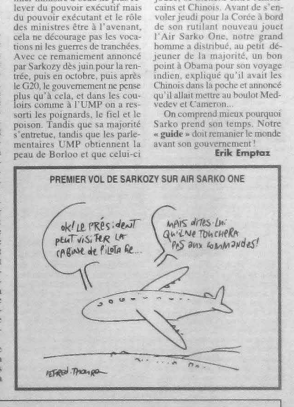 lever du pouvoir exécutif mais
du pouvoir exécutant et le rôle
des ministres être à l'avenant,
cela ne décourage pas les voca-
tions ni les guerres de tranchées.
Avec ce remaniement annoncé
par Sarkozy dès juin pour la ren-
trée, puis en octobre, puis après
le G20, le gouvernement ne pense
plus qu'à cela, et dans les cou-
loirs comme à l'UMP on a res-
sorti les poignards, le fiel et le
poison. Tandis que sa majorité
s'entretue, tandis que les parle-
mentaires UMP obtiennent la
peau de Borloo et que celui-ci
cains et Chinois. Avant de s'en-
voler jeudi pour la Corée à bord
de son rutilant nouveau jouet
l'Air Sarko One, notre grand
homme a distribué, au petit dé-
jeuner de la majorité, un bon
point à Obama pour son voyage
indien, expliqué qu'il avait les
Chinois dans la poche et annoncé
qu'il allait mettre au boulot Med-
vedev et Cameron...
On comprend mieux pourquoi
Sarko prend son temps. Notre
« guide » doit remanier le monde
avant son gouvernement !
Erik Emptaz
PREMIER VOL DE SARKOZY SUR AIR SARKO ONE
ok! LE PRÉSIDENT
PEUT VISITER LA
CABINE de PILOTAGE...
MAIS DITES-LUI
QU'IL NE TOUCHERA
PAS aux COMMANDES!
PETRON-THOURON